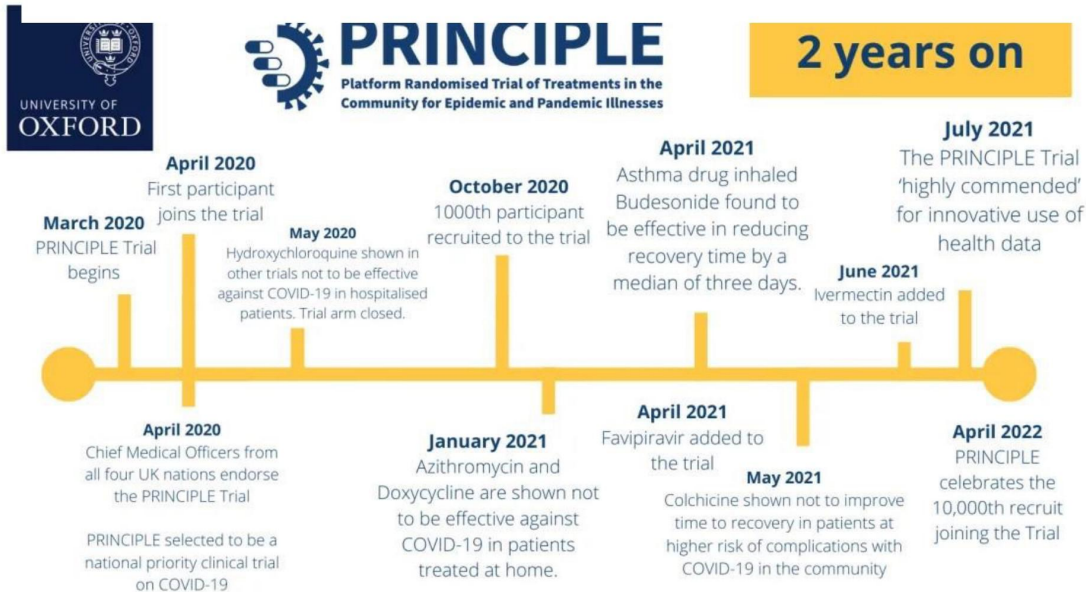 UNIVERSITY OF
OXFORD
PRINCIPLE
Platform Randomised Trial of Treatments in the
Community for Epidemic and Pandemic Illnesses
2 years on
March 2020
PRINCIPLE Trial
begins
April 2020
First participant
joins the trial
May 2020
Hydroxychloroquine shown in
other trials not to be effective
against COVID-19 in hospitalised
patients. Trial arm closed.
October 2020
1000th participant
recruited to the trial
April 2021
Asthma drug inhaled
Budesonide found to
be effective in reducing
recovery time by a
median of three days.
June 2021
Ivermectin added
to the trial
July 2021
The PRINCIPLE Trial
‘highly commended’
for innovative use of
health data
April 2020
Chief Medical Officers from
all four UK nations endorse
the PRINCIPLE Trial
PRINCIPLE selected to be a
national priority clinical trial
on COVID-19
January 2021
Azithromycin and
Doxycycline are shown not
to be effective against
COVID-19 in patients
treated at home.
April 2021
Favipiravir added to
the trial
May 2021
Colchicine shown not to improve
time to recovery in patients at
higher risk of complications with
COVID-19 in the community
April 2022
PRINCIPLE
celebrates the
10,000th recruit
joining the Trial